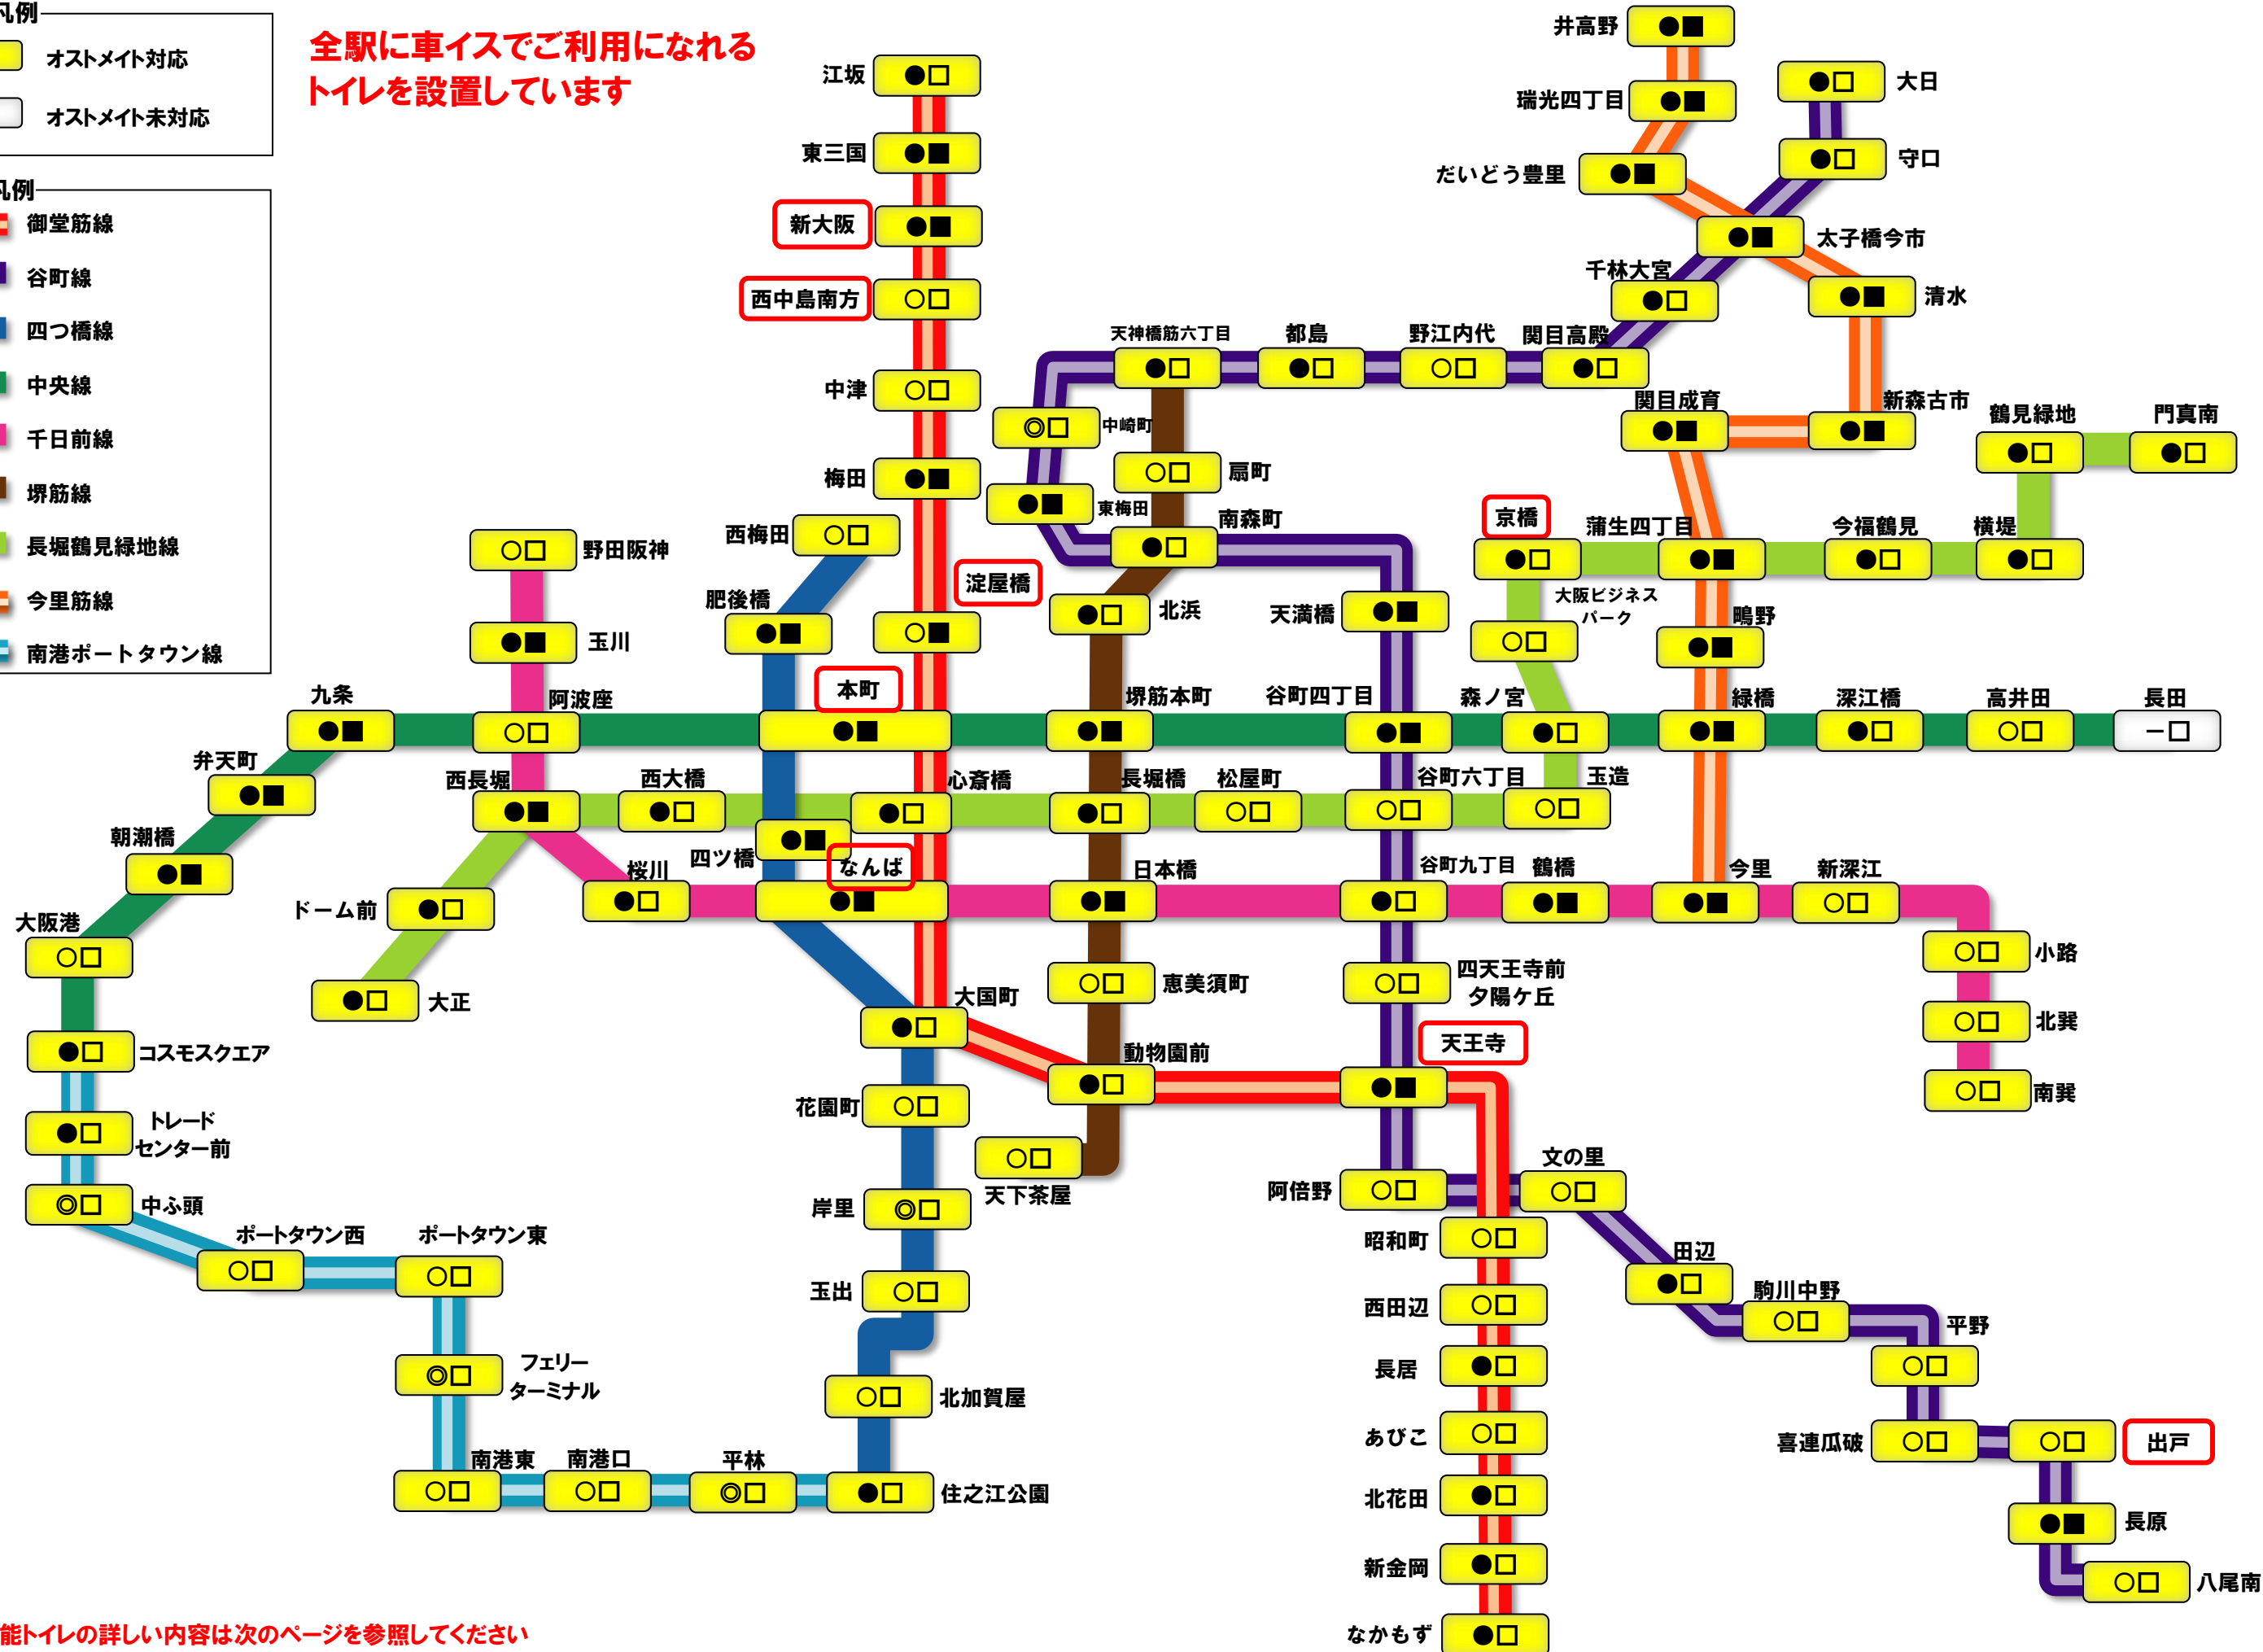 凡例
オストメイト対応
オストメイト未対応
全駅に車イスでご利用になれる
トイレを設置しています
凡例
御堂筋線
谷町線
四つ橋線
中央線
千日前線
堺筋線
長堀鶴見緑地線
今里筋線
南港ポートタウン線
江坂 ●□
東三国 ●■
新大阪 ●■
西中島南方 ○□
中津 ○□
梅田 ●■
淀屋橋 ○■
本町 ●■
心斎橋 ●□
なんば ●■
大国町 ●□
動物園前 ●□
天王寺 ●■
昭和町 ○□
西田辺 ○□
長居 ●□
あびこ ○□
北花田 ●□
新金岡 ●□
なかもず ●□
井高野 ●■
瑞光四丁目 ●■
だいどう豊里 ●■
太子橋今市 ●■
清水 ●■
新森古市 ●■
関目成育 ●■
蒲生四丁目 ●■
鴫野 ●■
緑橋 ●■
今里 ●■
大日 ●□
守口 ●□
千林大宮 ●□
関目高殿 ●□
野江内代 ○□
都島 ●□
天神橋筋六丁目 ●□
中崎町 ◎□
東梅田 ●■
南森町 ●□
天満橋 ●■
谷町四丁目 ●■
谷町六丁目 ○□
谷町九丁目 ●□
四天王寺前
夕陽ケ丘 ○□
阿倍野 ○□
文の里 ○□
田辺 ●□
駒川中野 ○□
平野 ○□
喜連瓜破 ○□
出戸 ○□
長原 ●■
八尾南 ○□
扇町 ○□
北浜 ●□
堺筋本町 ●■
長堀橋 ●□
日本橋 ●■
恵美須町 ○□
天下茶屋 ○□
門真南 ●□
鶴見緑地 ●□
横堤 ●□
今福鶴見 ●□
京橋 ●□
大阪ビジネス
パーク ○□
森ノ宮 ●□
玉造 ○□
松屋町 ○□
西大橋 ●□
西長堀 ●■
ドーム前 ●□
大正 ●□
西梅田 ○□
肥後橋 ●■
四ツ橋 ●■
花園町 ○□
岸里 ◎□
玉出 ○□
北加賀屋 ○□
住之江公園 ●□
野田阪神 ○□
玉川 ●■
阿波座 ○□
桜川 ●□
鶴橋 ●■
新深江 ○□
小路 ○□
北巽 ○□
南巽 ○□
九条 ●■
弁天町 ●■
朝潮橋 ●■
大阪港 ○□
コスモスクエア ●□
深江橋 ●□
高井田 ○□
長田 －□
トレード
センター前 ●□
中ふ頭 ◎□
ポートタウン西 ○□
ポートタウン東 ○□
フェリー
ターミナル ◎□
南港東 ○□
南港口 ○□
平林 ◎□
能トイレの詳しい内容は次のページを参照してください